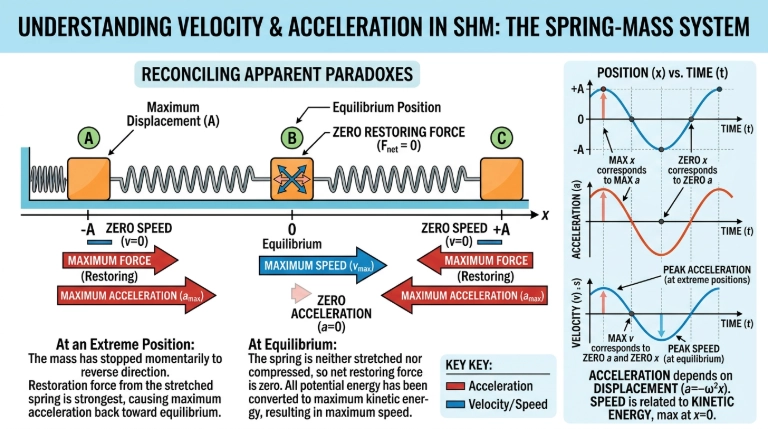 UNDERSTANDING VELOCITY & ACCELERATION IN SHM: THE SPRING-MASS SYSTEM
RECONCILING APPARENT PARADOXES
Maximum
Displacement (A)
Equilibrium Position
ZERO RESTORING FORCE
(Fnet = 0)
A
B
C
x
-A
ZERO SPEED
(v=0)
0
Equilibrium
ZERO SPEED
(v=0)
+A
MAXIMUM FORCE
(Restoring)
MAXIMUM ACCELERATION (amax)
MAXIMUM SPEED (vmax)
ZERO
ACCELERATION
(a=0)
MAXIMUM FORCE
(Restoring)
MAXIMUM ACCELERATION (amax)
At an Extreme Position:
The mass has stopped momentarily to
reverse direction.
Restoration force from the stretched
spring is strongest, causing maximum
acceleration back toward equilibrium.
At Equilibrium:
The spring is neither stretched nor
compressed, so net restoring force
is zero. All potential energy has been
converted to maximum kinetic ener-
gy, resulting in maximum speed.
KEY KEY:
Acceleration
Velocity/Speed
POSITION (x) vs. TIME (t)
+A
0
-A
TIME (t)
MAX x
corresponds
to MAX a
ZERO x
corresponds
to ZERO a
ACCELERATION (a)
TIME (t)
VELOCITY (v), s)
PEAK ACCELERATION
(at extreme positions)
TIME (t)
MAX v
corresponds to
ZERO a and ZERO x
PEAK SPEED
(at equilibrium)
ACCELERATION depends on
DISPLACEMENT (a=−ω²x).
SPEED is related to KINETIC
ENERGY, max at x=0.